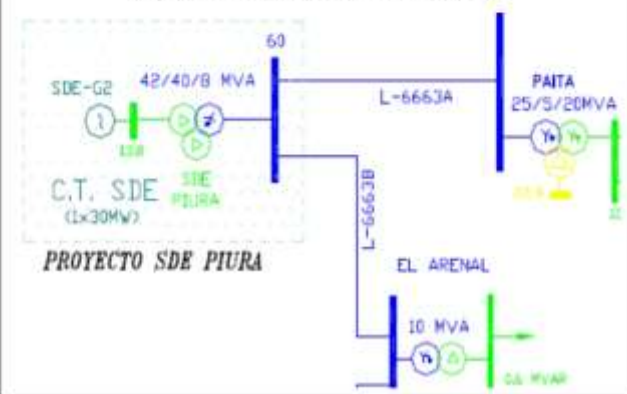 60
SDE-G2
42/40/8 MVA
L-6663A
PAITA
25/5/20MVA
SDE
PIURA
C.T. SDE
(1x30MW)
L-6663B
PROYECTO SDE PIURA
EL ARENAL
10 MVA
MVAR